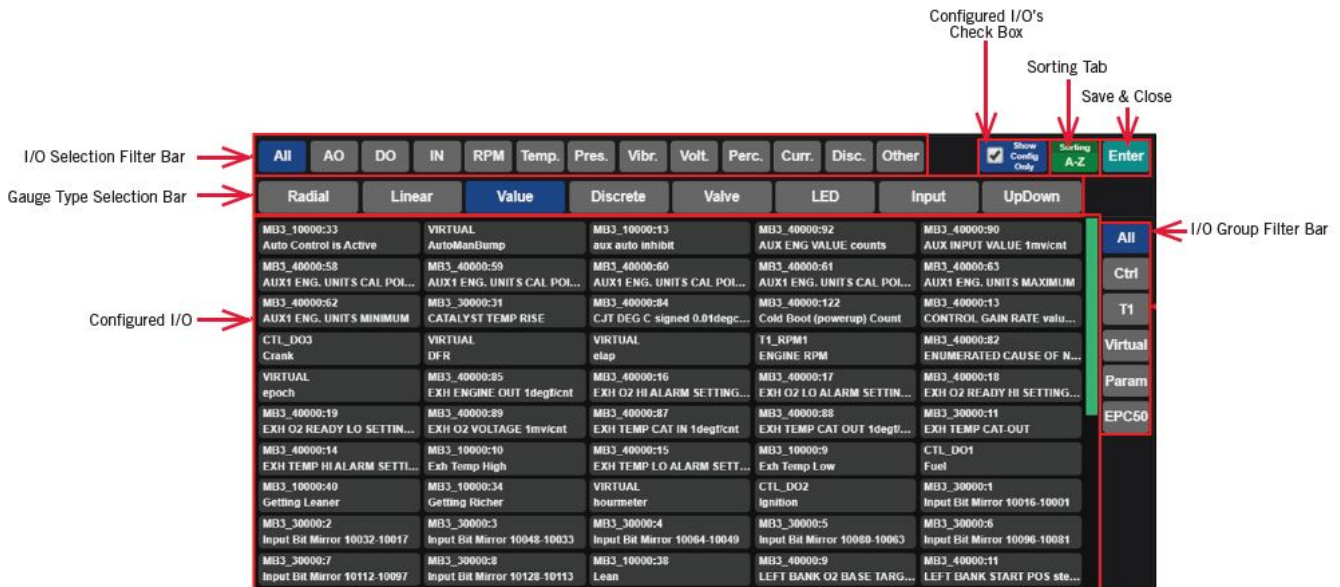 Configured I/O's
Check Box
Sorting Tab
Save & Close
I/O Selection Filter Bar
All AO DO IN RPM Temp. Pres. Vibr. Volt. Perc. Curr. Disc. Other
Show
Config
Only
Sorting
A-Z
Enter
Gauge Type Selection Bar
Radial Linear Value Discrete Valve LED Input UpDown
I/O Group Filter Bar
All
Ctrl
T1
Virtual
Param
EPC50
Configured I/O
MB3_10000:33 VIRTUAL MB3_10000:13 MB3_40000:92 MB3_40000:90
Auto Control is Active AutoManBump aux auto inhibit AUX ENG VALUE counts AUX INPUT VALUE 1mv/cnt
MB3_40000:58 MB3_40000:59 MB3_40000:60 MB3_40000:61 MB3_40000:63
AUX1 ENG. UNITS CAL POI... AUX1 ENG. UNITS CAL POI... AUX1 ENG. UNITS CAL POI... AUX1 ENG. UNITS CAL POI... AUX1 ENG. UNITS MAXIMUM
MB3_40000:62 MB3_30000:31 MB3_40000:84 MB3_40000:122 MB3_40000:13
AUX1 ENG. UNITS MINIMUM CATALYST TEMP RISE CJT DEG C signed 0.01degc... Cold Boot (powerup) Count CONTROL GAIN RATE valu...
CTL_DO3 VIRTUAL VIRTUAL T1_RPM1 MB3_40000:82
Crank DFR elap ENGINE RPM ENUMERATED CAUSE OF N...
VIRTUAL MB3_40000:85 MB3_40000:16 MB3_40000:17 MB3_40000:18
epoch EXH ENGINE OUT 1degf/cnt EXH O2 HI ALARM SETTING... EXH O2 LO ALARM SETTIN... EXH O2 READY HI SETTING...
MB3_40000:19 MB3_40000:89 MB3_40000:87 MB3_40000:88 MB3_30000:11
EXH O2 READY LO SETTIN... EXH O2 VOLTAGE 1mv/cnt EXH TEMP CAT IN 1degf/cnt EXH TEMP CAT OUT 1degf/... EXH TEMP CAT-OUT
MB3_40000:14 MB3_10000:10 MB3_40000:15 MB3_10000:9 CTL_DO1
EXH TEMP HI ALARM SETTI... Exh Temp High EXH TEMP LO ALARM SETT... Exh Temp Low Fuel
MB3_10000:40 MB3_10000:34 VIRTUAL CTL_DO2 MB3_30000:1
Getting Leaner Getting Richer hourmeter Ignition Input Bit Mirror 10016-10001
MB3_30000:2 MB3_30000:3 MB3_30000:4 MB3_30000:5 MB3_30000:6
Input Bit Mirror 10032-10017 Input Bit Mirror 10048-10033 Input Bit Mirror 10064-10049 Input Bit Mirror 10080-10063 Input Bit Mirror 10096-10081
MB3_30000:7 MB3_30000:8 MB3_10000:38 MB3_40000:9 MB3_40000:11
Input Bit Mirror 10112-10097 Input Bit Mirror 10128-10113 Lean LEFT BANK O2 BASE TARG... LEFT BANK START POS ste...